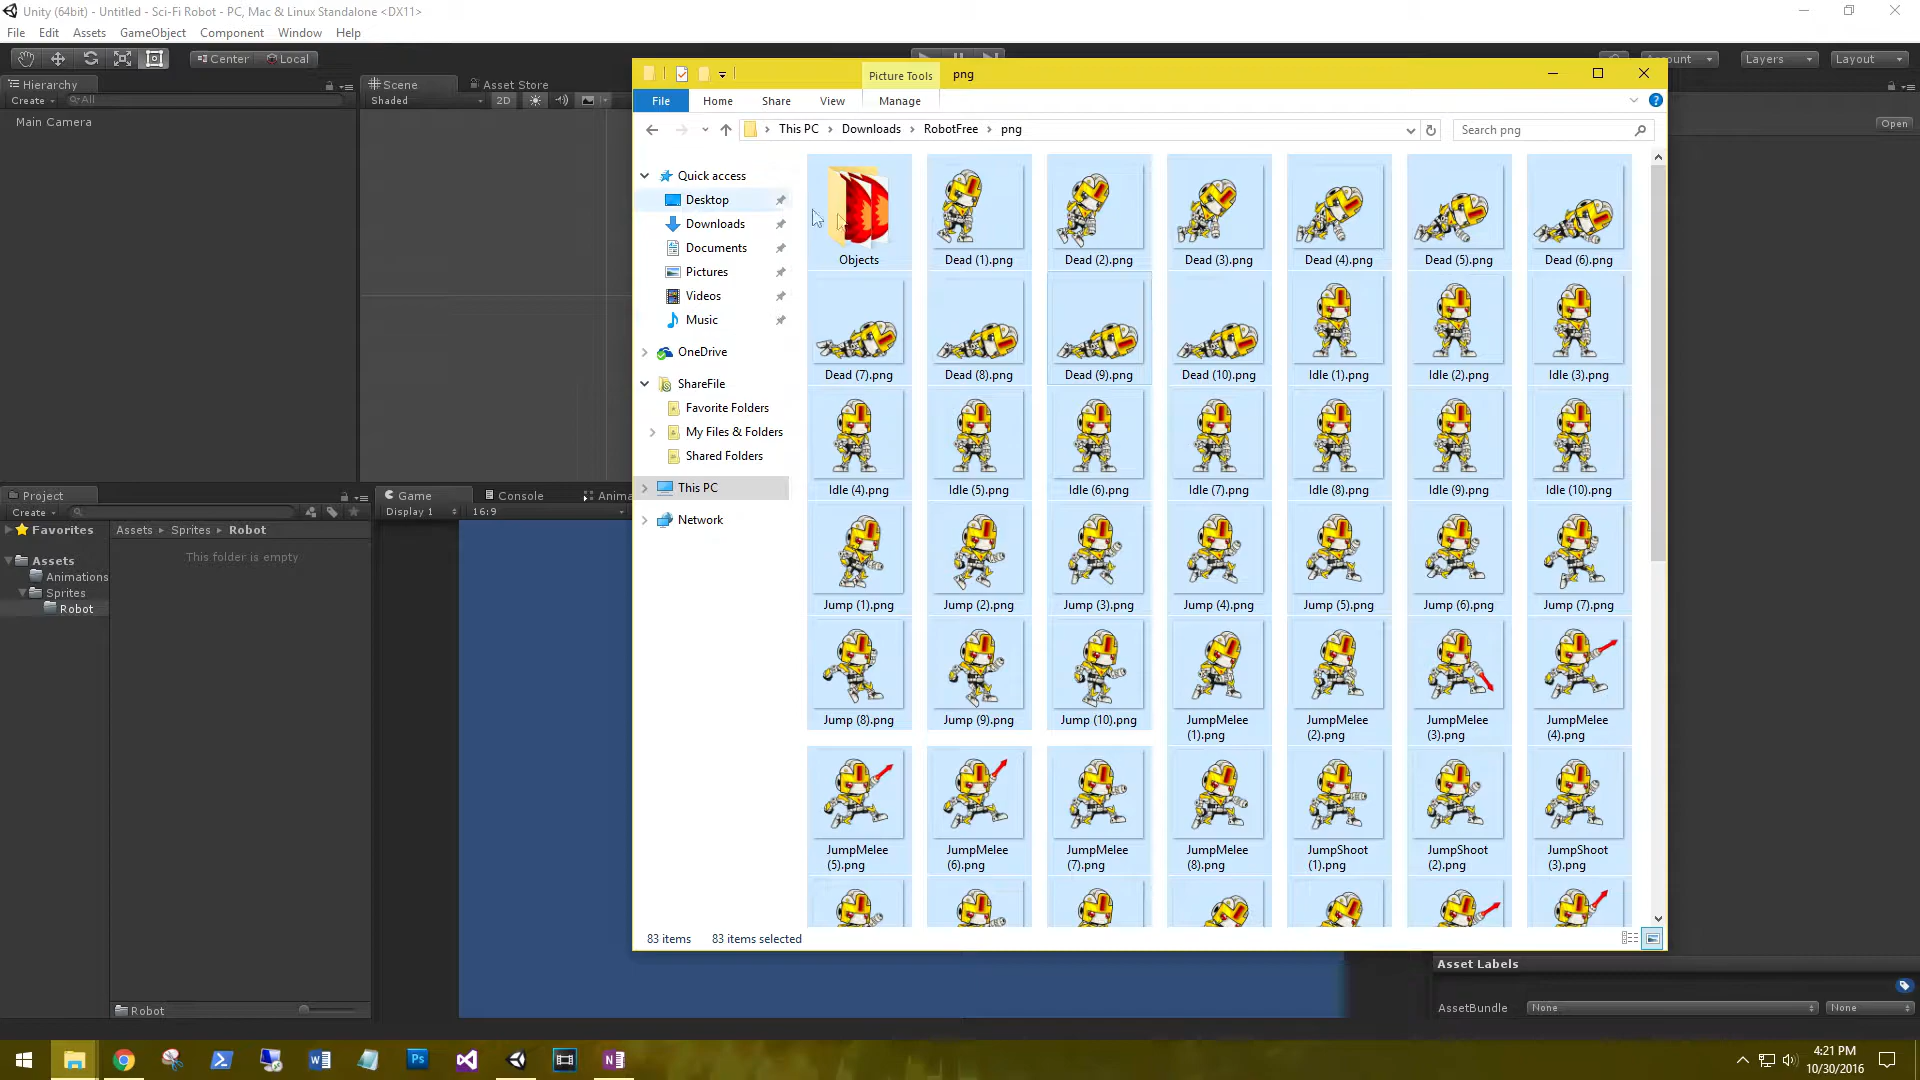 Unity (64bit) - Untitled - Sci-Fi Robot - PC, Mac & Linux Standalone <DX11>
File Edit Assets GameObject Component Window Help
Center Local
Account Layers Layout
Hierarchy
Create All
Main Camera
Scene Asset Store
Shaded 2D
Open
Picture Tools png
File Home Share View Manage
This PC Downloads RobotFree png
Search png
Quick access
Desktop
Downloads
Documents
Pictures
Videos
Music
OneDrive
ShareFile
Favorite Folders
My Files & Folders
Shared Folders
This PC
Network
Objects Dead (1).png Dead (2).png Dead (3).png Dead (4).png Dead (5).png Dead (6).png
Dead (7).png Dead (8).png Dead (9).png Dead (10).png Idle (1).png Idle (2).png Idle (3).png
Idle (4).png Idle (5).png Idle (6).png Idle (7).png Idle (8).png Idle (9).png Idle (10).png
Jump (1).png Jump (2).png Jump (3).png Jump (4).png Jump (5).png Jump (6).png Jump (7).png
Jump (8).png Jump (9).png Jump (10).png JumpMelee (1).png JumpMelee (2).png JumpMelee (3).png JumpMelee (4).png
JumpMelee (5).png JumpMelee (6).png JumpMelee (7).png JumpMelee (8).png JumpShoot (1).png JumpShoot (2).png JumpShoot (3).png
83 items 83 items selected
Project
Create
Favorites
Assets
Animations
Sprites
Robot
Assets Sprites Robot
This folder is empty
Robot
Game Console Anima
Display 1 16:9
Asset Labels
AssetBundle None None
4:21 PM
10/30/2016